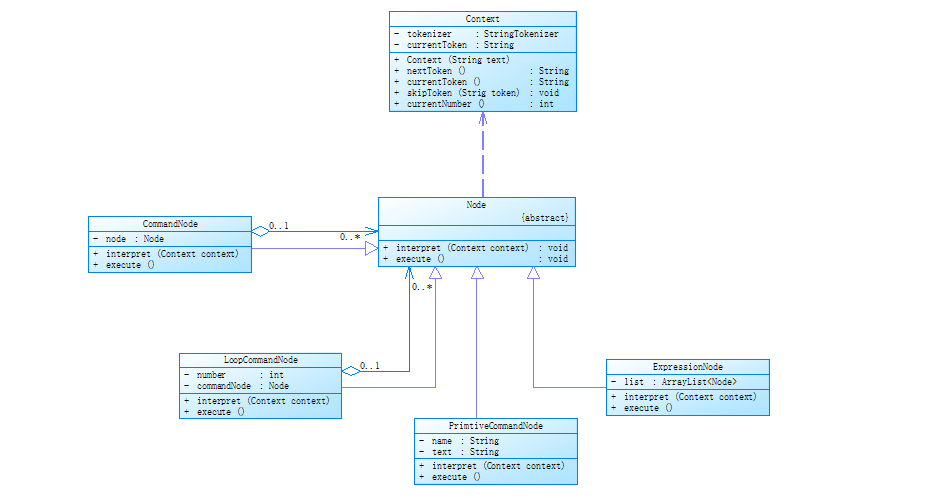 Context
- tokenizer : StringTokenizer
- currentToken : String
+ Context (String text)
+ nextToken () : String
+ currentToken () : String
+ skipToken (Strig token) : void
+ currentNumber () : int
Node
{abstract}
+ interpret (Context context) : void
+ execute () : void
CommandNode
- node : Node
+ interpret (Context context)
+ execute ()
0..1
0..*
0..*
LoopCommandNode
- number : int
- commandNode : Node
+ interpret (Context context)
+ execute ()
0..1
ExpressionNode
- list : ArrayList<Node>
+ interpret (Context context)
+ execute ()
PrimtiveCommandNode
- name : String
- text : String
+ interpret (Context context)
+ execute ()